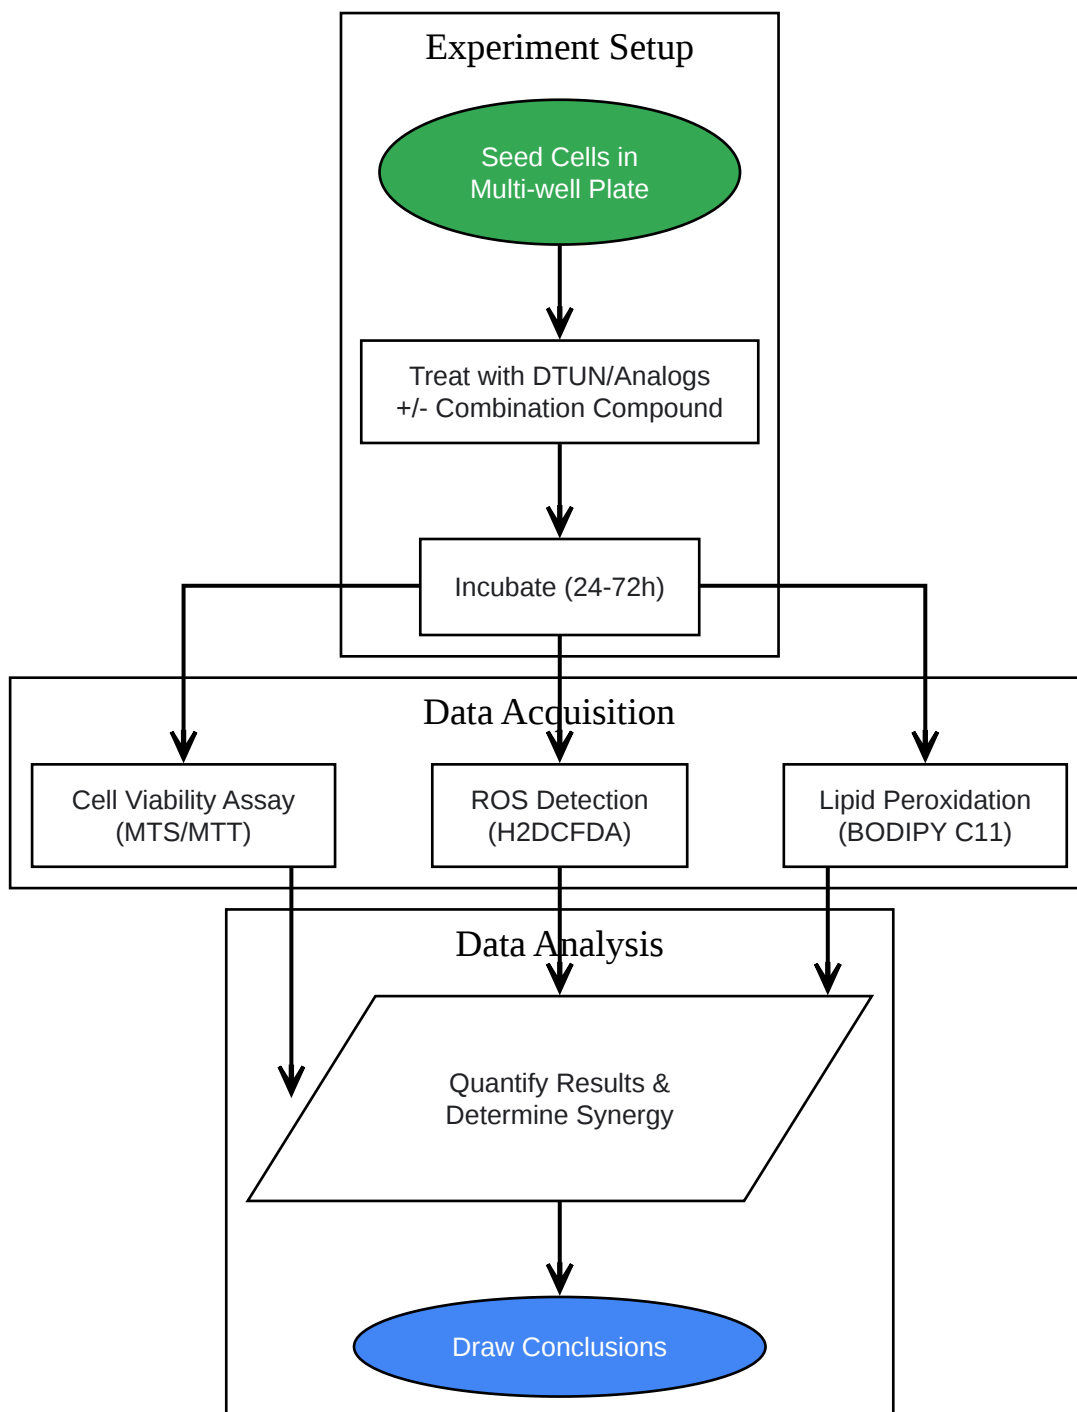 Experiment Setup
Seed Cells in
Multi-well Plate
Treat with DTUN/Analogs
+/- Combination Compound
Incubate (24-72h)
Data Acquisition
Cell Viability Assay
(MTS/MTT)
ROS Detection
(H2DCFDA)
Lipid Peroxidation
(BODIPY C11)
Data Analysis
Quantify Results &
Determine Synergy
Draw Conclusions